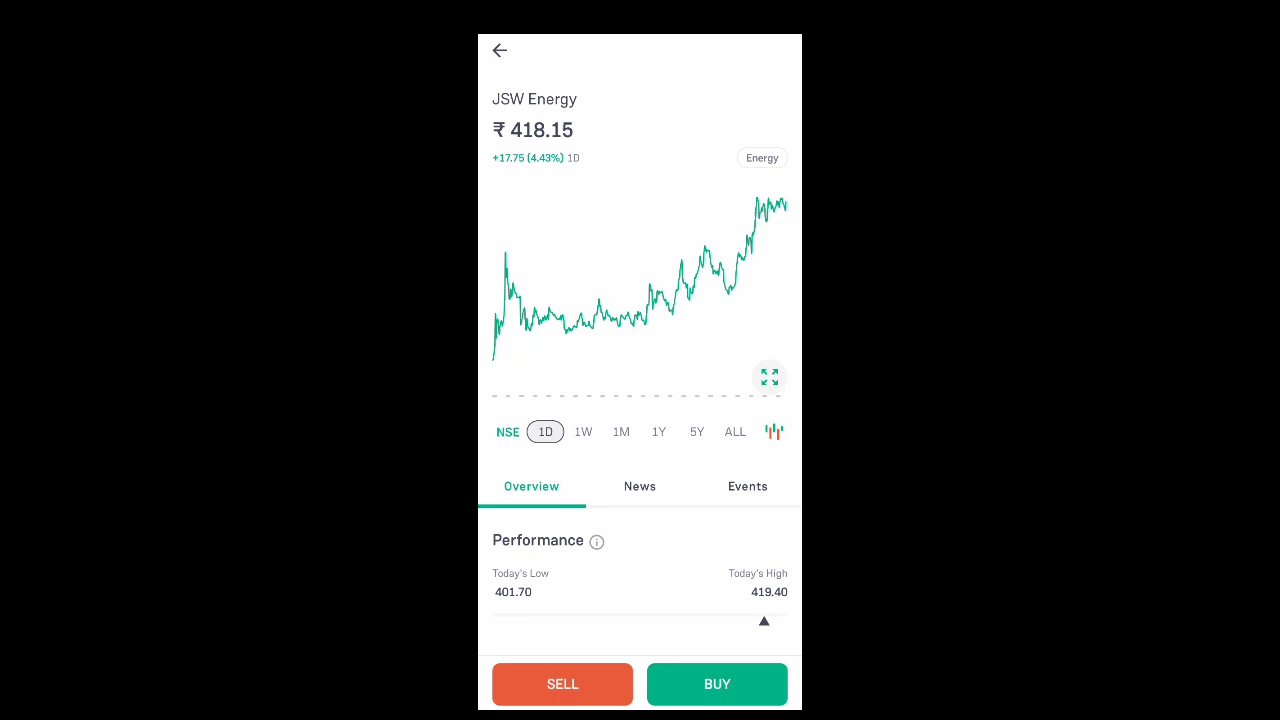 JSW Energy
₹ 418.15
+17.75 (4.43%) 1D
Energy
NSE 1D 1W 1M 1Y 5Y ALL
Overview News Events
Performance
Today's Low Today's High
401.70 419.40
SELL BUY